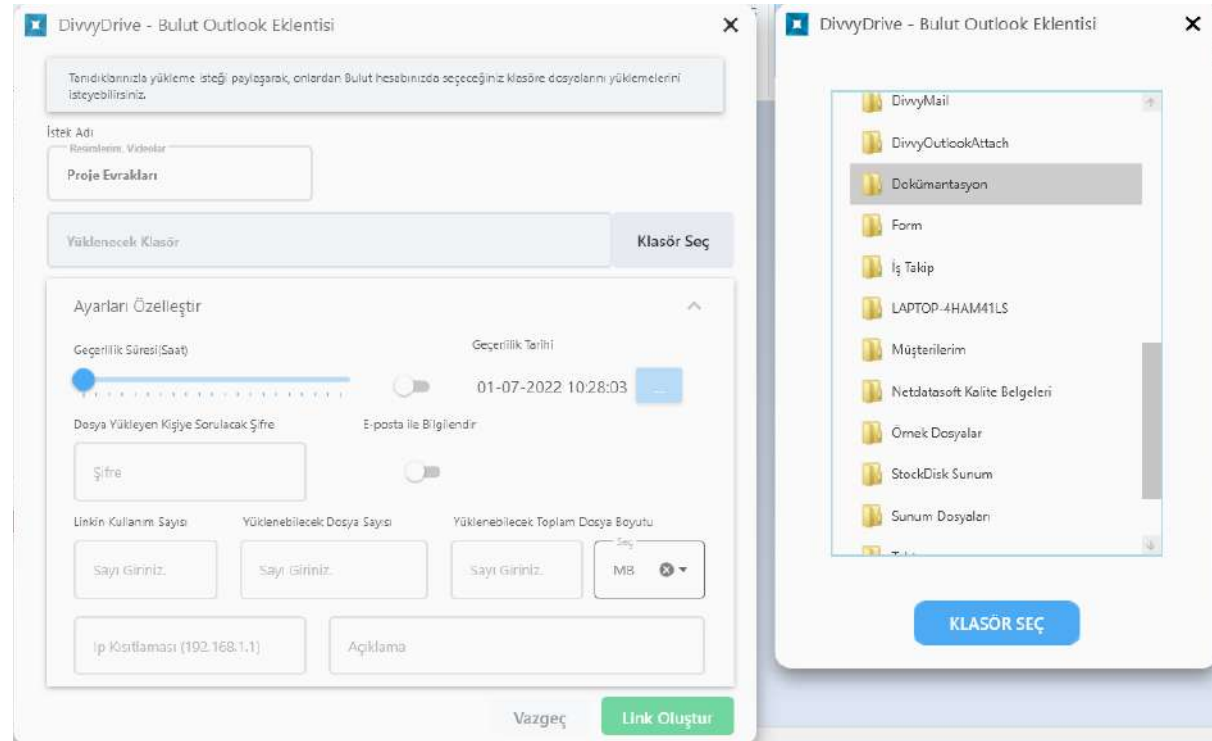 DivvyDrive - Bulut Outlook Eklentisi
Tanıdıklarınızla yükleme isteği paylaşarak, onlardan Bulut hesabınızda seçeceğiniz klasöre dosyalarını yüklemelerini
isteyebilirsiniz.
İstek Adı
Resimlerim, Videolar
Proje Evrakları
Yüklenecek Klasör
Klasör Seç
Ayarları Özelleştir
Geçerlilik Süresi(Saat)
Geçerlilik Tarihi
01-07-2022 10:28:03
...
Dosya Yükleyen Kişiye Sorulacak Şifre
E-posta ile Bilgilendir
Şifre
Linkin Kullanım Sayısı
Yüklenebilecek Dosya Sayısı
Yüklenebilecek Toplam Dosya Boyutu
Sayı Giriniz.
Sayı Giriniz.
Sayı Giriniz.
Seç
MB
Ip Kısıtlaması (192.168.1.1)
Açıklama
Vazgeç
Link Oluştur
DivvyDrive - Bulut Outlook Eklentisi
DivvyMail
DivvyOutlookAttach
Dokümantasyon
Form
İş Takip
LAPTOP-4HAM41LS
Müşterilerim
Netdatasoft Kalite Belgeleri
Örnek Dosyalar
StockDisk Sunum
Sunum Dosyaları
KLASÖR SEÇ